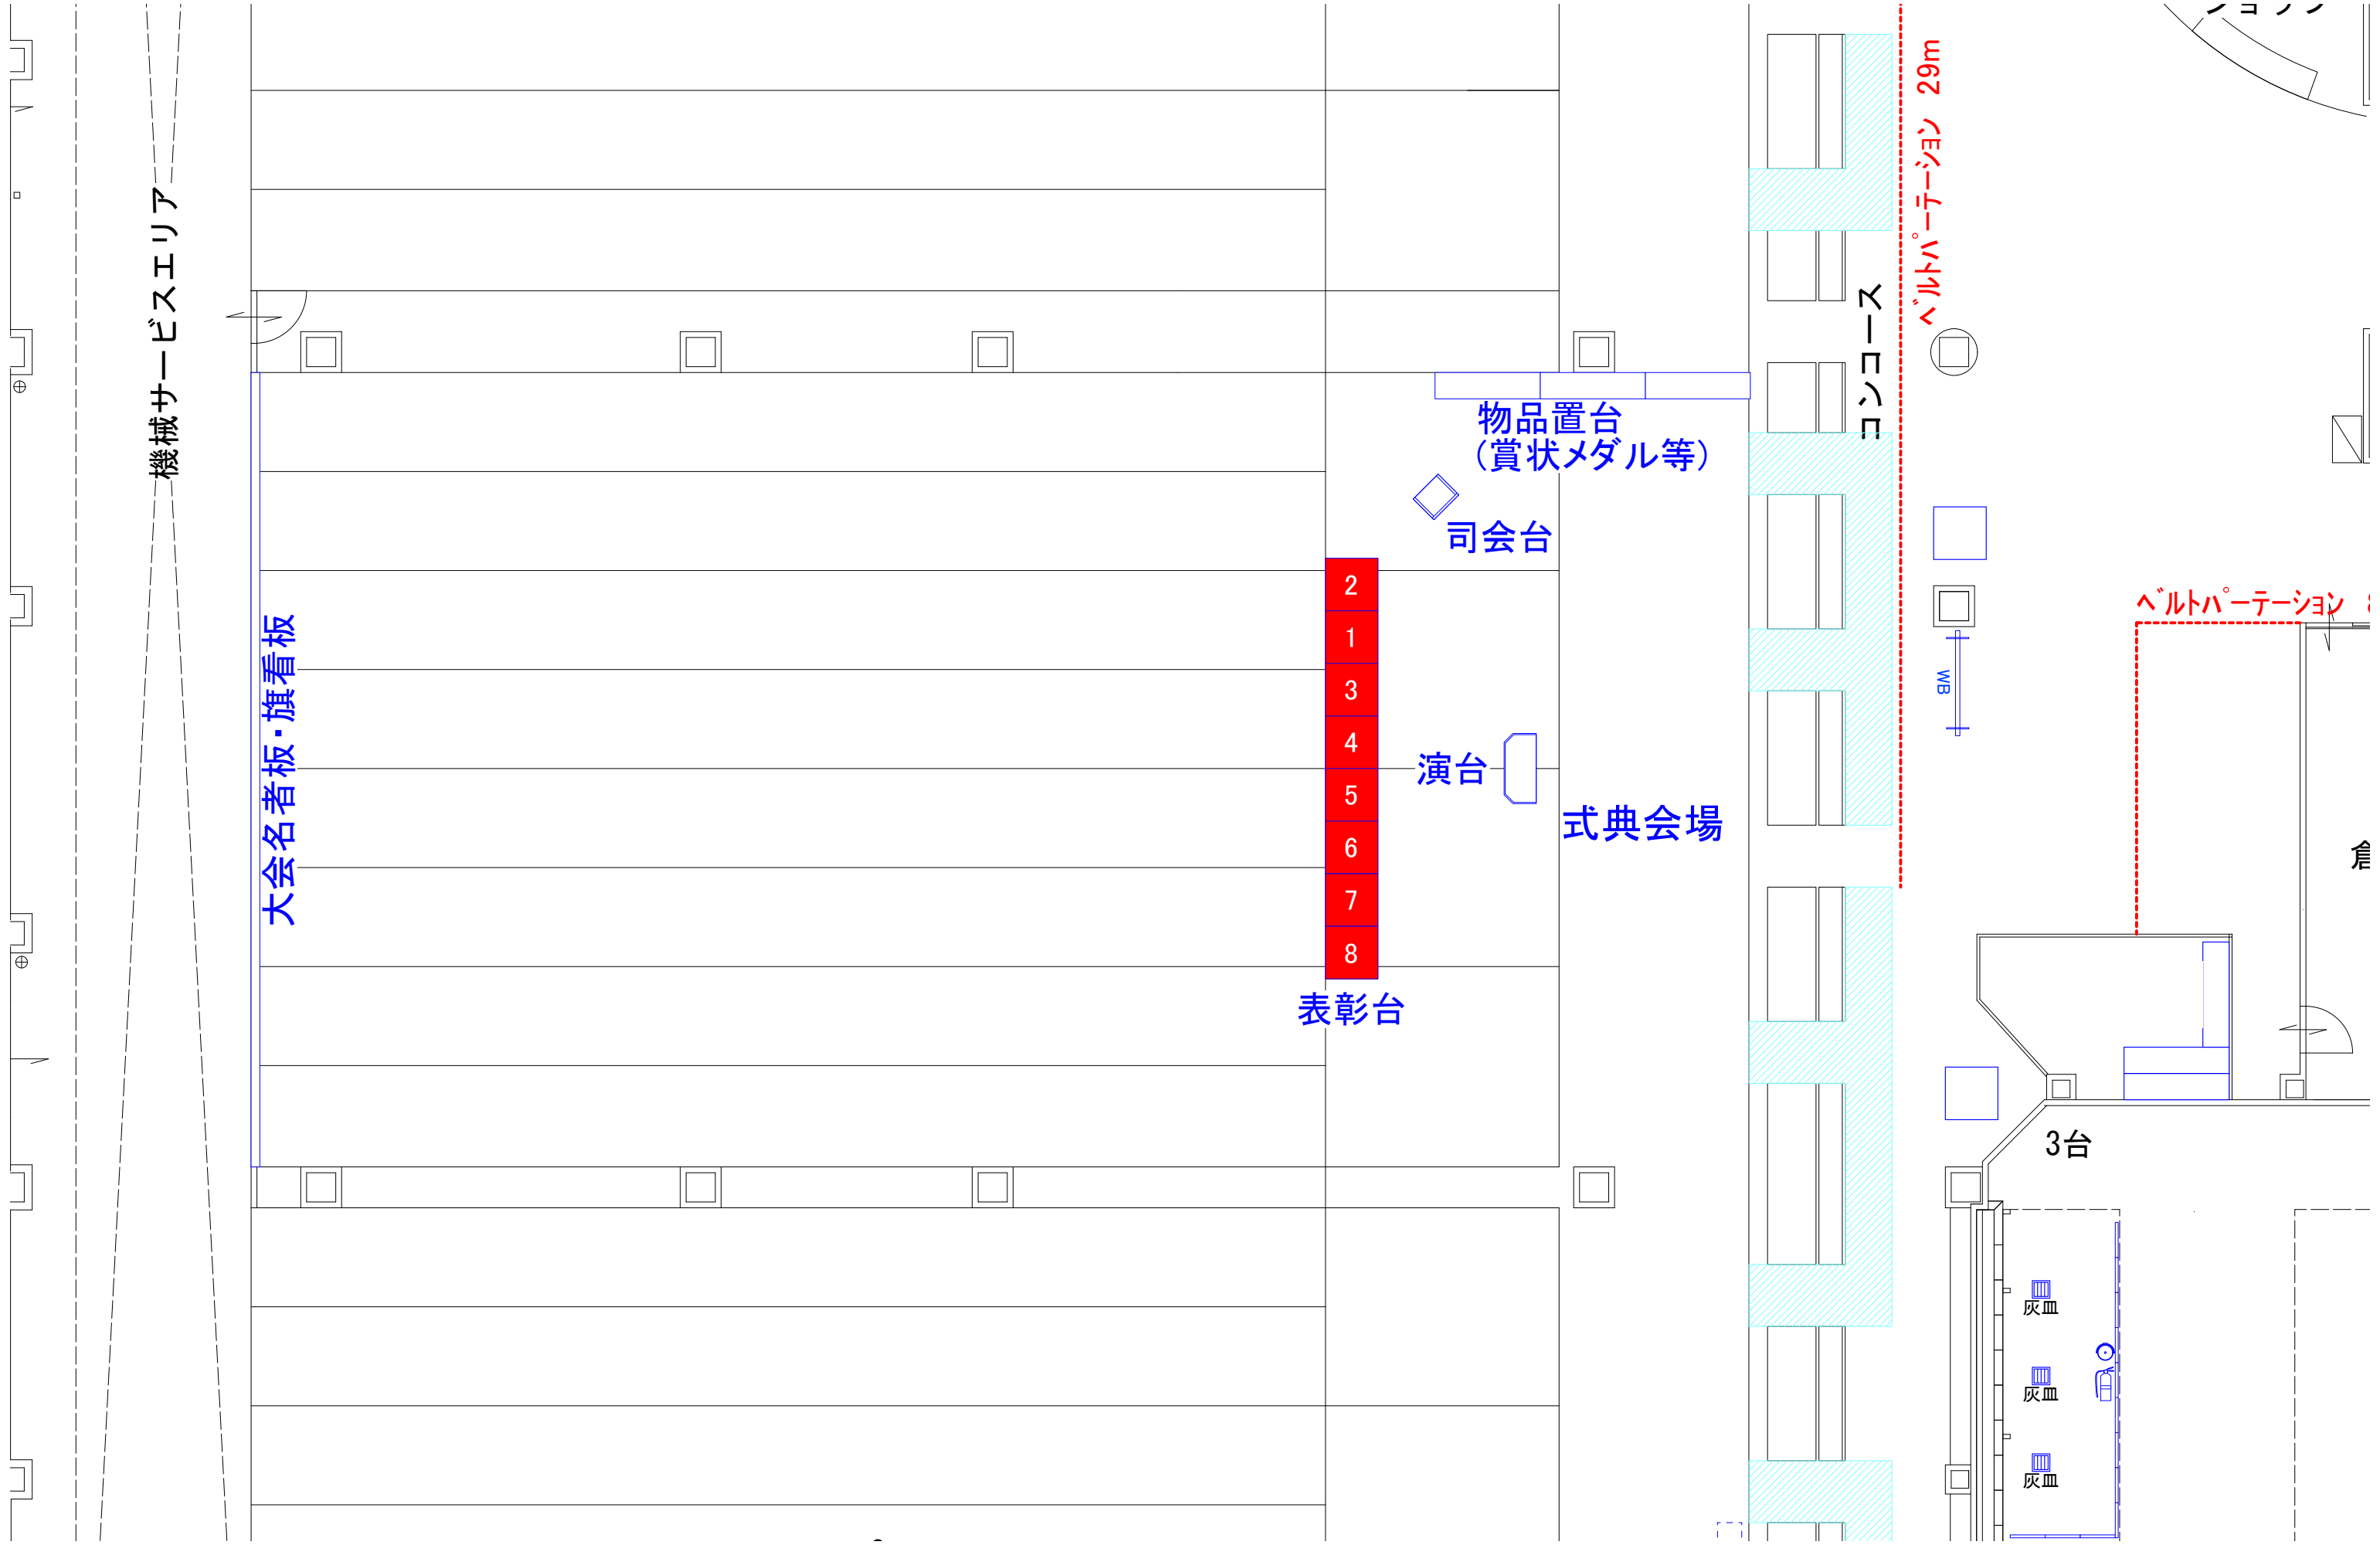 機械サービスエリア
大会名者板・旗看板
物品置台
（賞状メダル等）
司会台
2
1
3
4
5
6
7
8
表彰台
演台
式典会場
コンコース
ベルトパーテーション 29m
ベルトパーテーション
WB
3台
灰皿
灰皿
灰皿